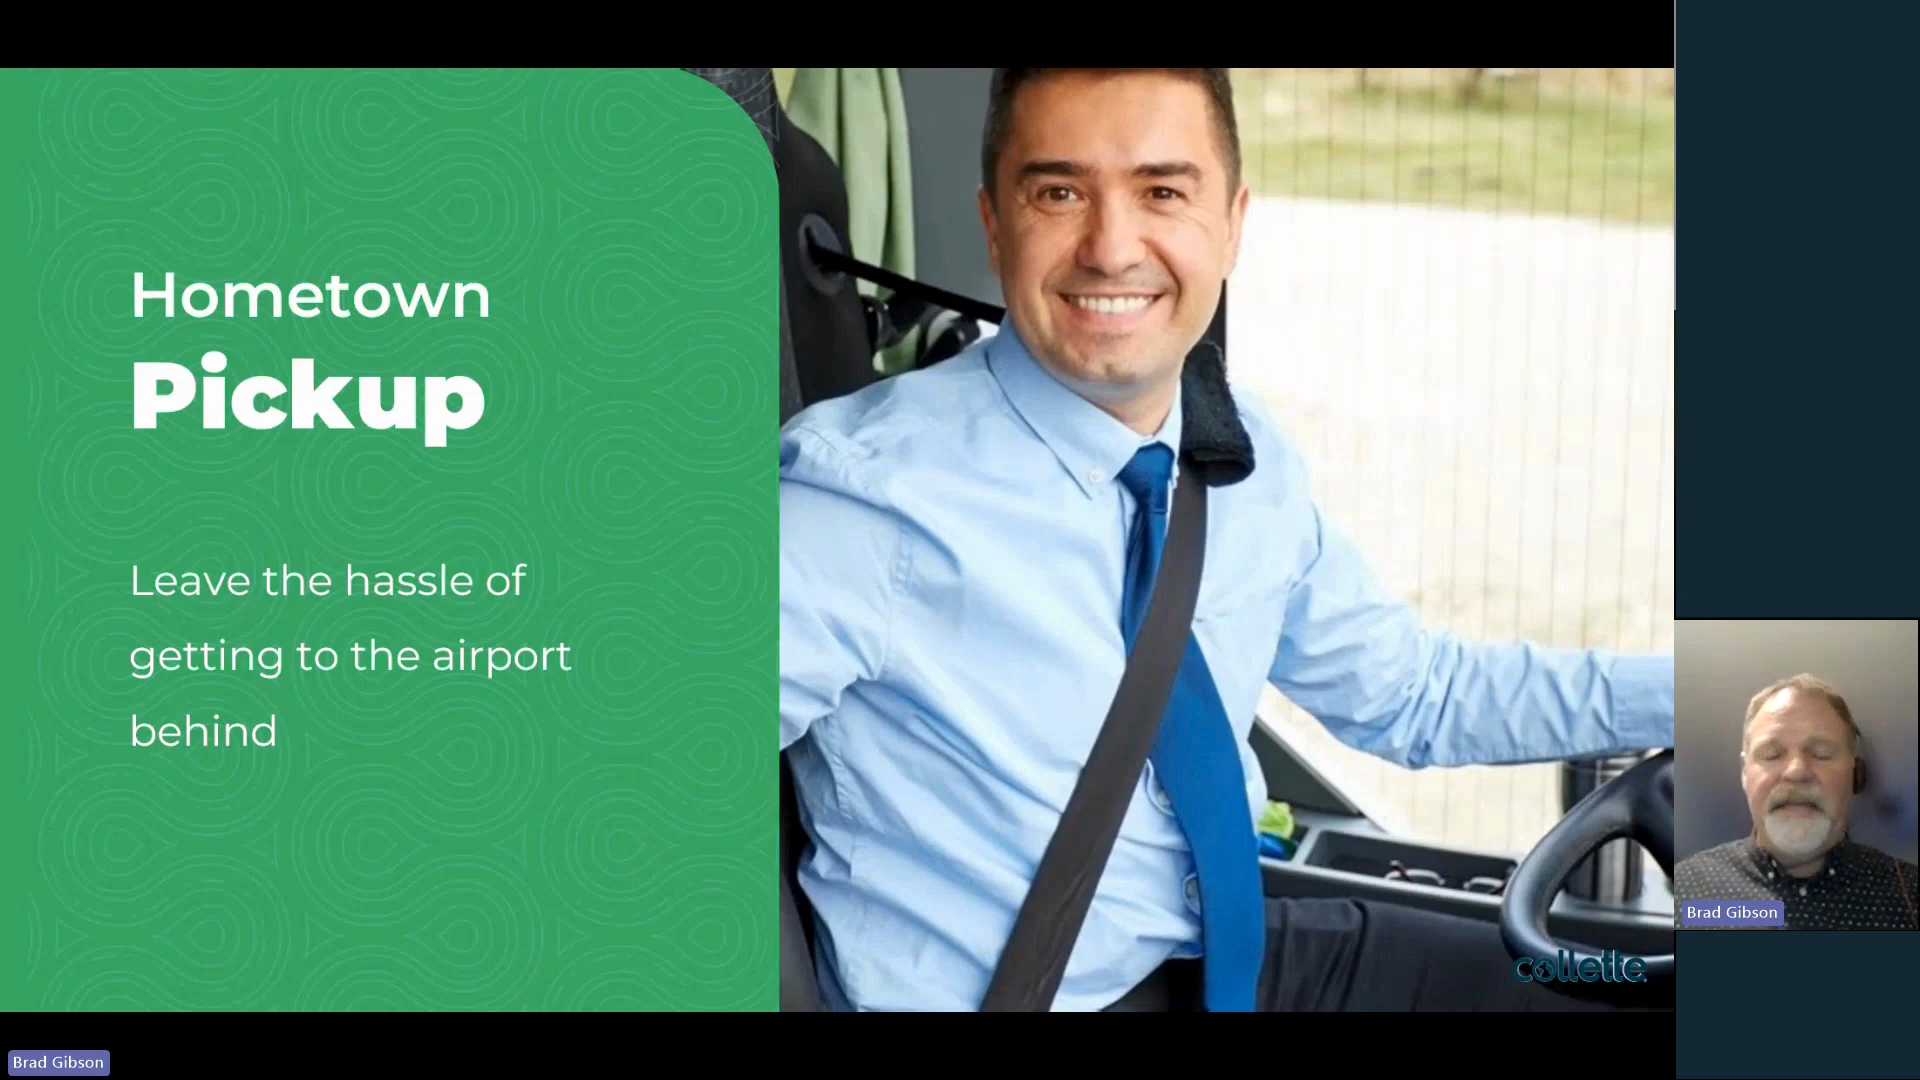 Hometown
Pickup
Leave the hassle of
getting to the airport
behind
collette
Brad Gibson
Brad Gibson